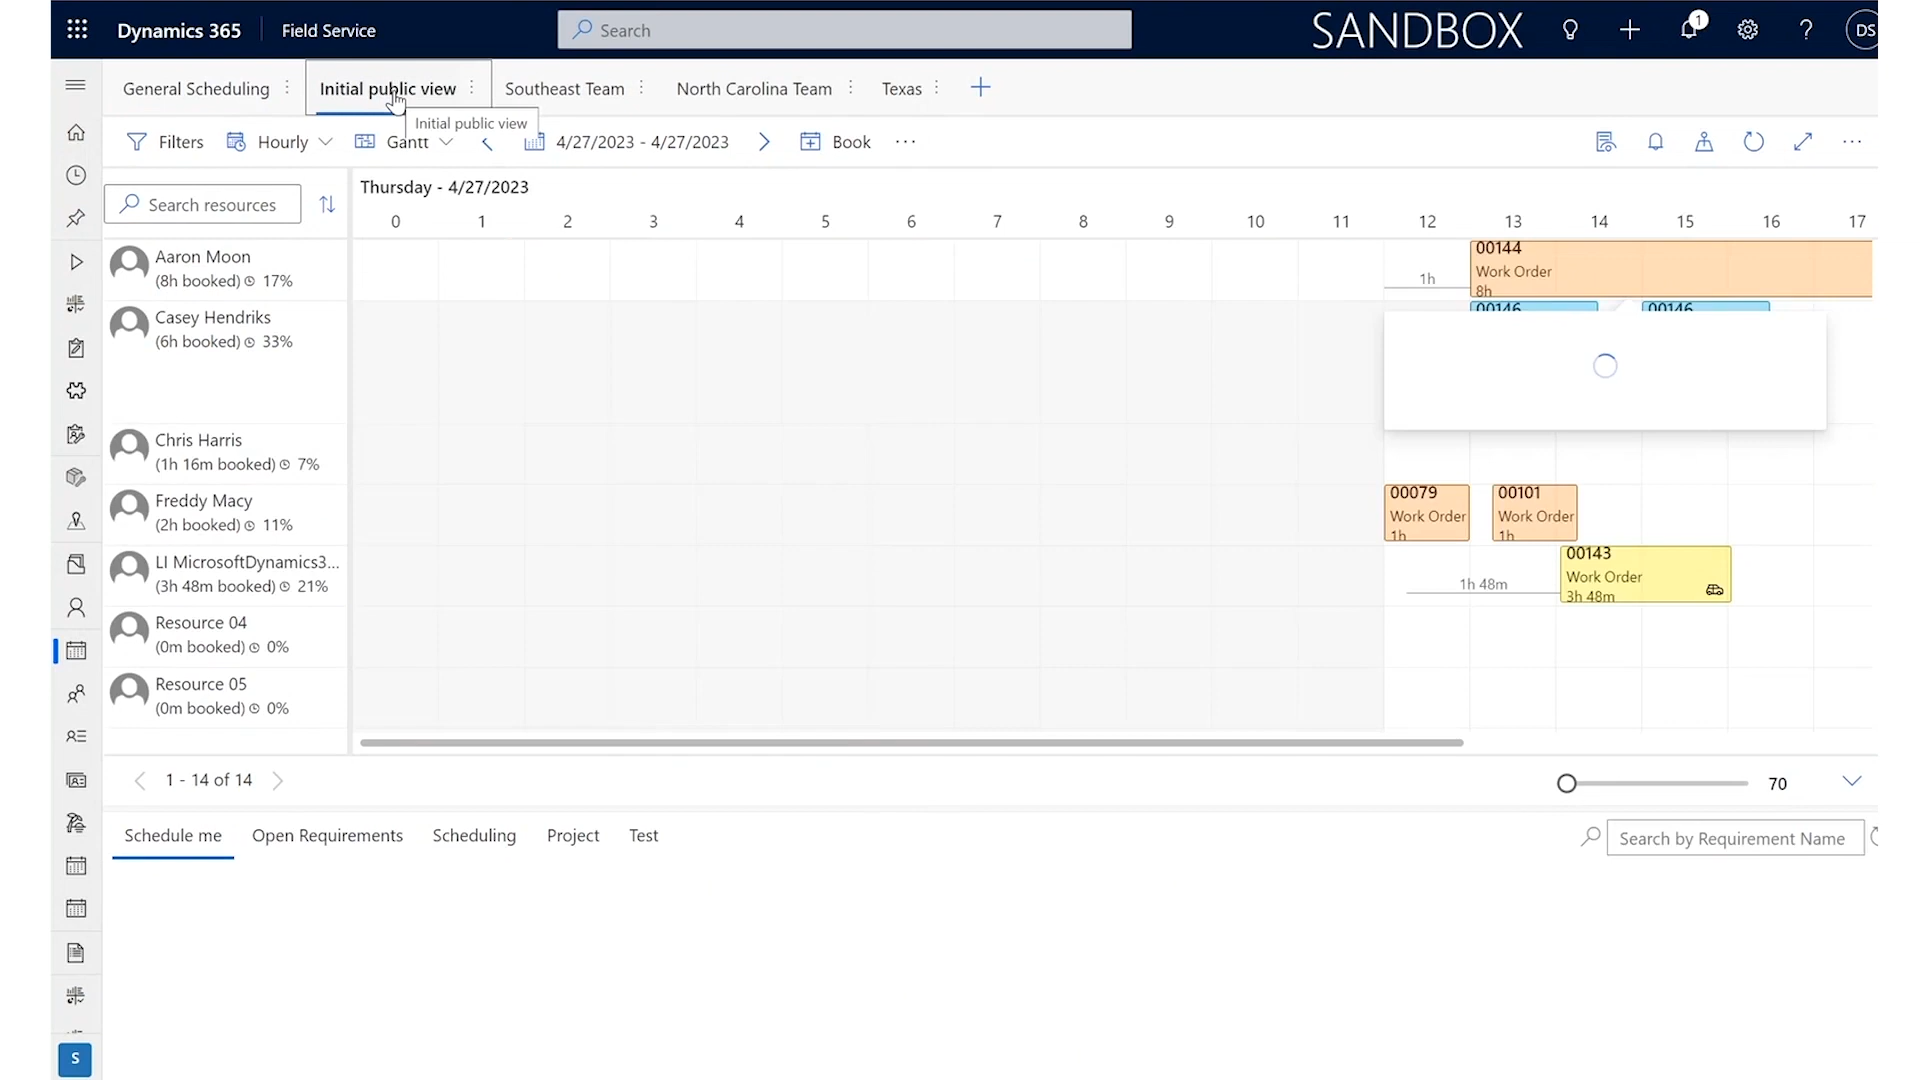 Dynamics 365
Field Service
Search
SANDBOX
1
DS
General Scheduling
Initial public view
Southeast Team
North Carolina Team
Texas
Initial public view
Filters
Hourly
Gantt
4/27/2023 - 4/27/2023
Book
Search resources
Thursday - 4/27/2023
0 1 2 3 4 5 6 7 8 9 10 11 12 13 14 15 16 17
Aaron Moon
(8h booked) 17%
1h
00144
Work Order
8h
Casey Hendriks
(6h booked) 33%
00146
00146
Chris Harris
(1h 16m booked) 7%
Freddy Macy
(2h booked) 11%
00079
Work Order
1h
00101
Work Order
1h
LI MicrosoftDynamics3...
(3h 48m booked) 21%
1h 48m
00143
Work Order
3h 48m
Resource 04
(0m booked) 0%
Resource 05
(0m booked) 0%
1 - 14 of 14
70
Schedule me
Open Requirements
Scheduling
Project
Test
Search by Requirement Name
S